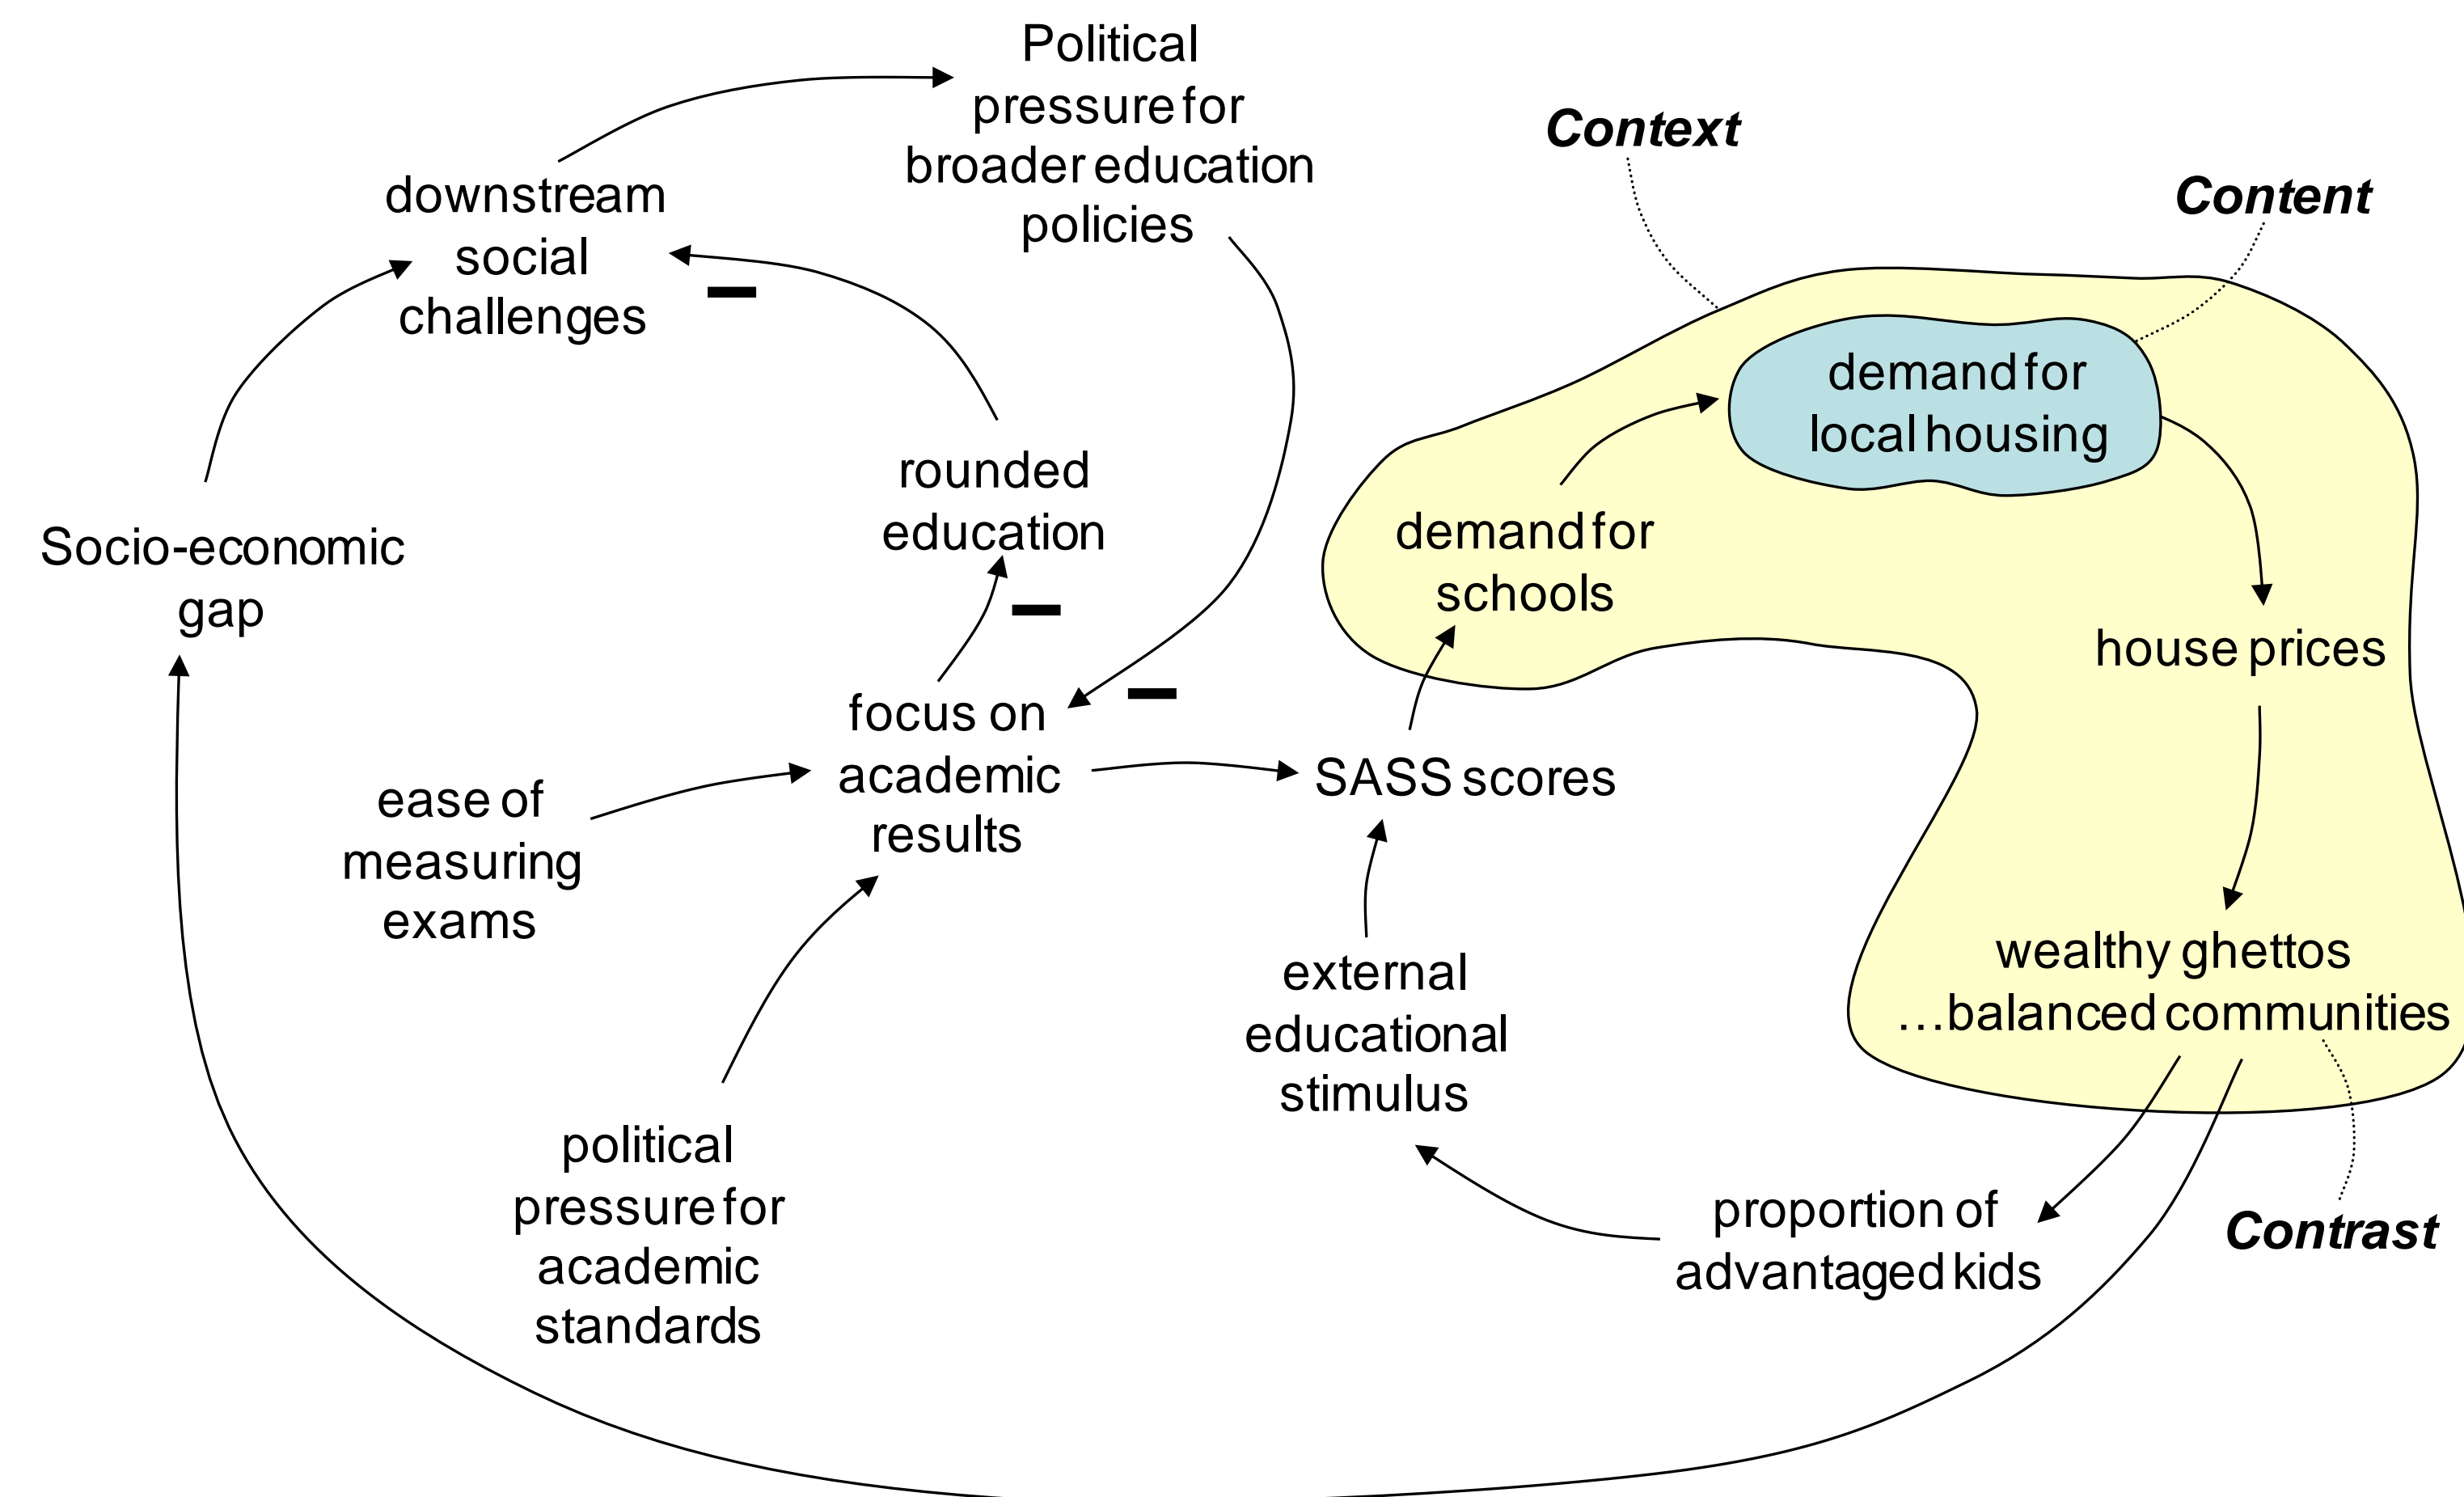 Political
pressure for
broader education
policies
Context
Content
downstream
social
challenges
demand for
local housing
rounded
education
demand for
schools
Socio-economic
gap
house prices
focus on
academic
results
SASS scores
ease of
measuring
exams
wealthy ghettos
…balanced communities
external
educational
stimulus
political
pressure for
academic
standards
proportion of
advantaged kids
Contrast